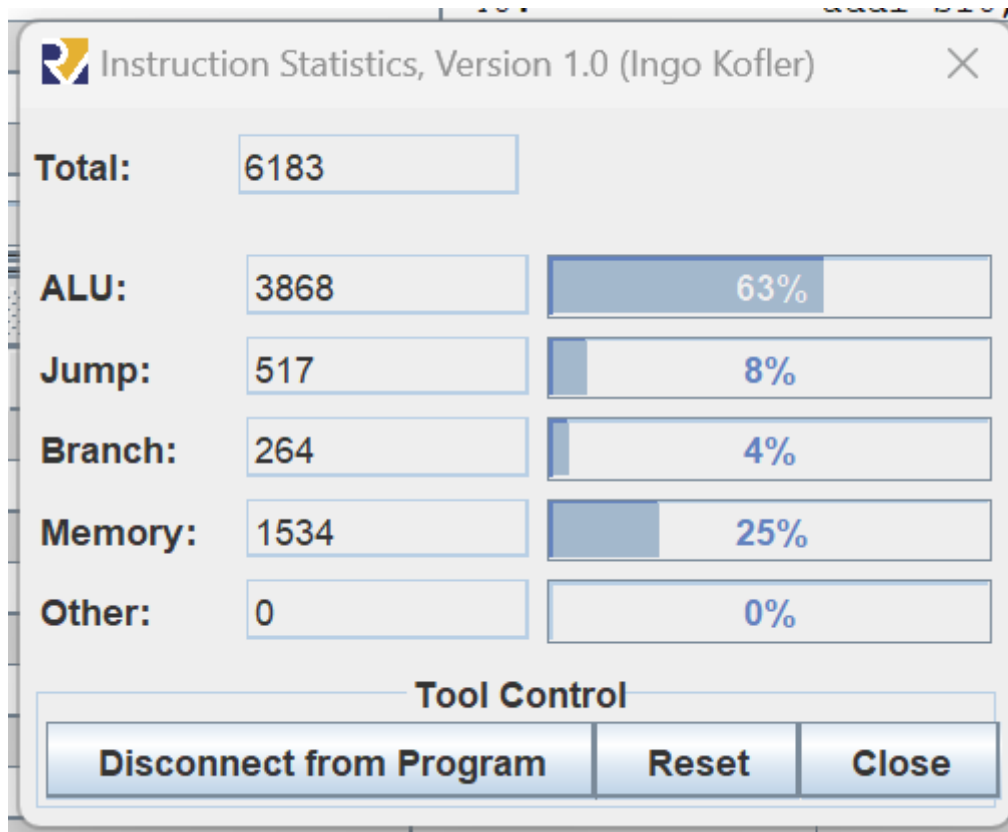 Instruction Statistics, Version 1.0 (Ingo Kofler)
Total: 6183
ALU: 3868 63%
Jump: 517 8%
Branch: 264 4%
Memory: 1534 25%
Other: 0 0%
Tool Control
Disconnect from Program Reset Close